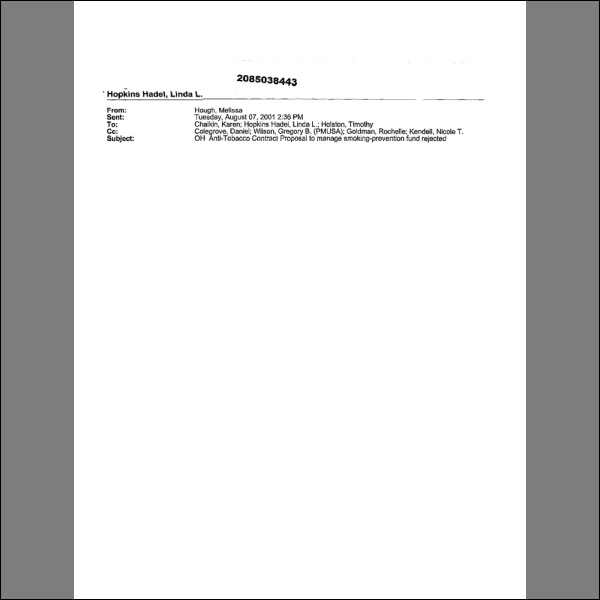 2085038443
Hopkins Hadel, Linda L.
From: Hough, Melissa
Sent: Tuesday, August 07, 2001 2:36 PM
To: Chaikin, Karen; Hopkins Hadel, Linda L.; Holston, Timothy
Cc: Colegrove, Daniel; Wilson, Gregory B. (PMUSA); Goldman, Rochelle; Kendell, Nicole T.
Subject: OH Anti-Tobacco Contract Proposal to manage smoking-prevention fund rejected